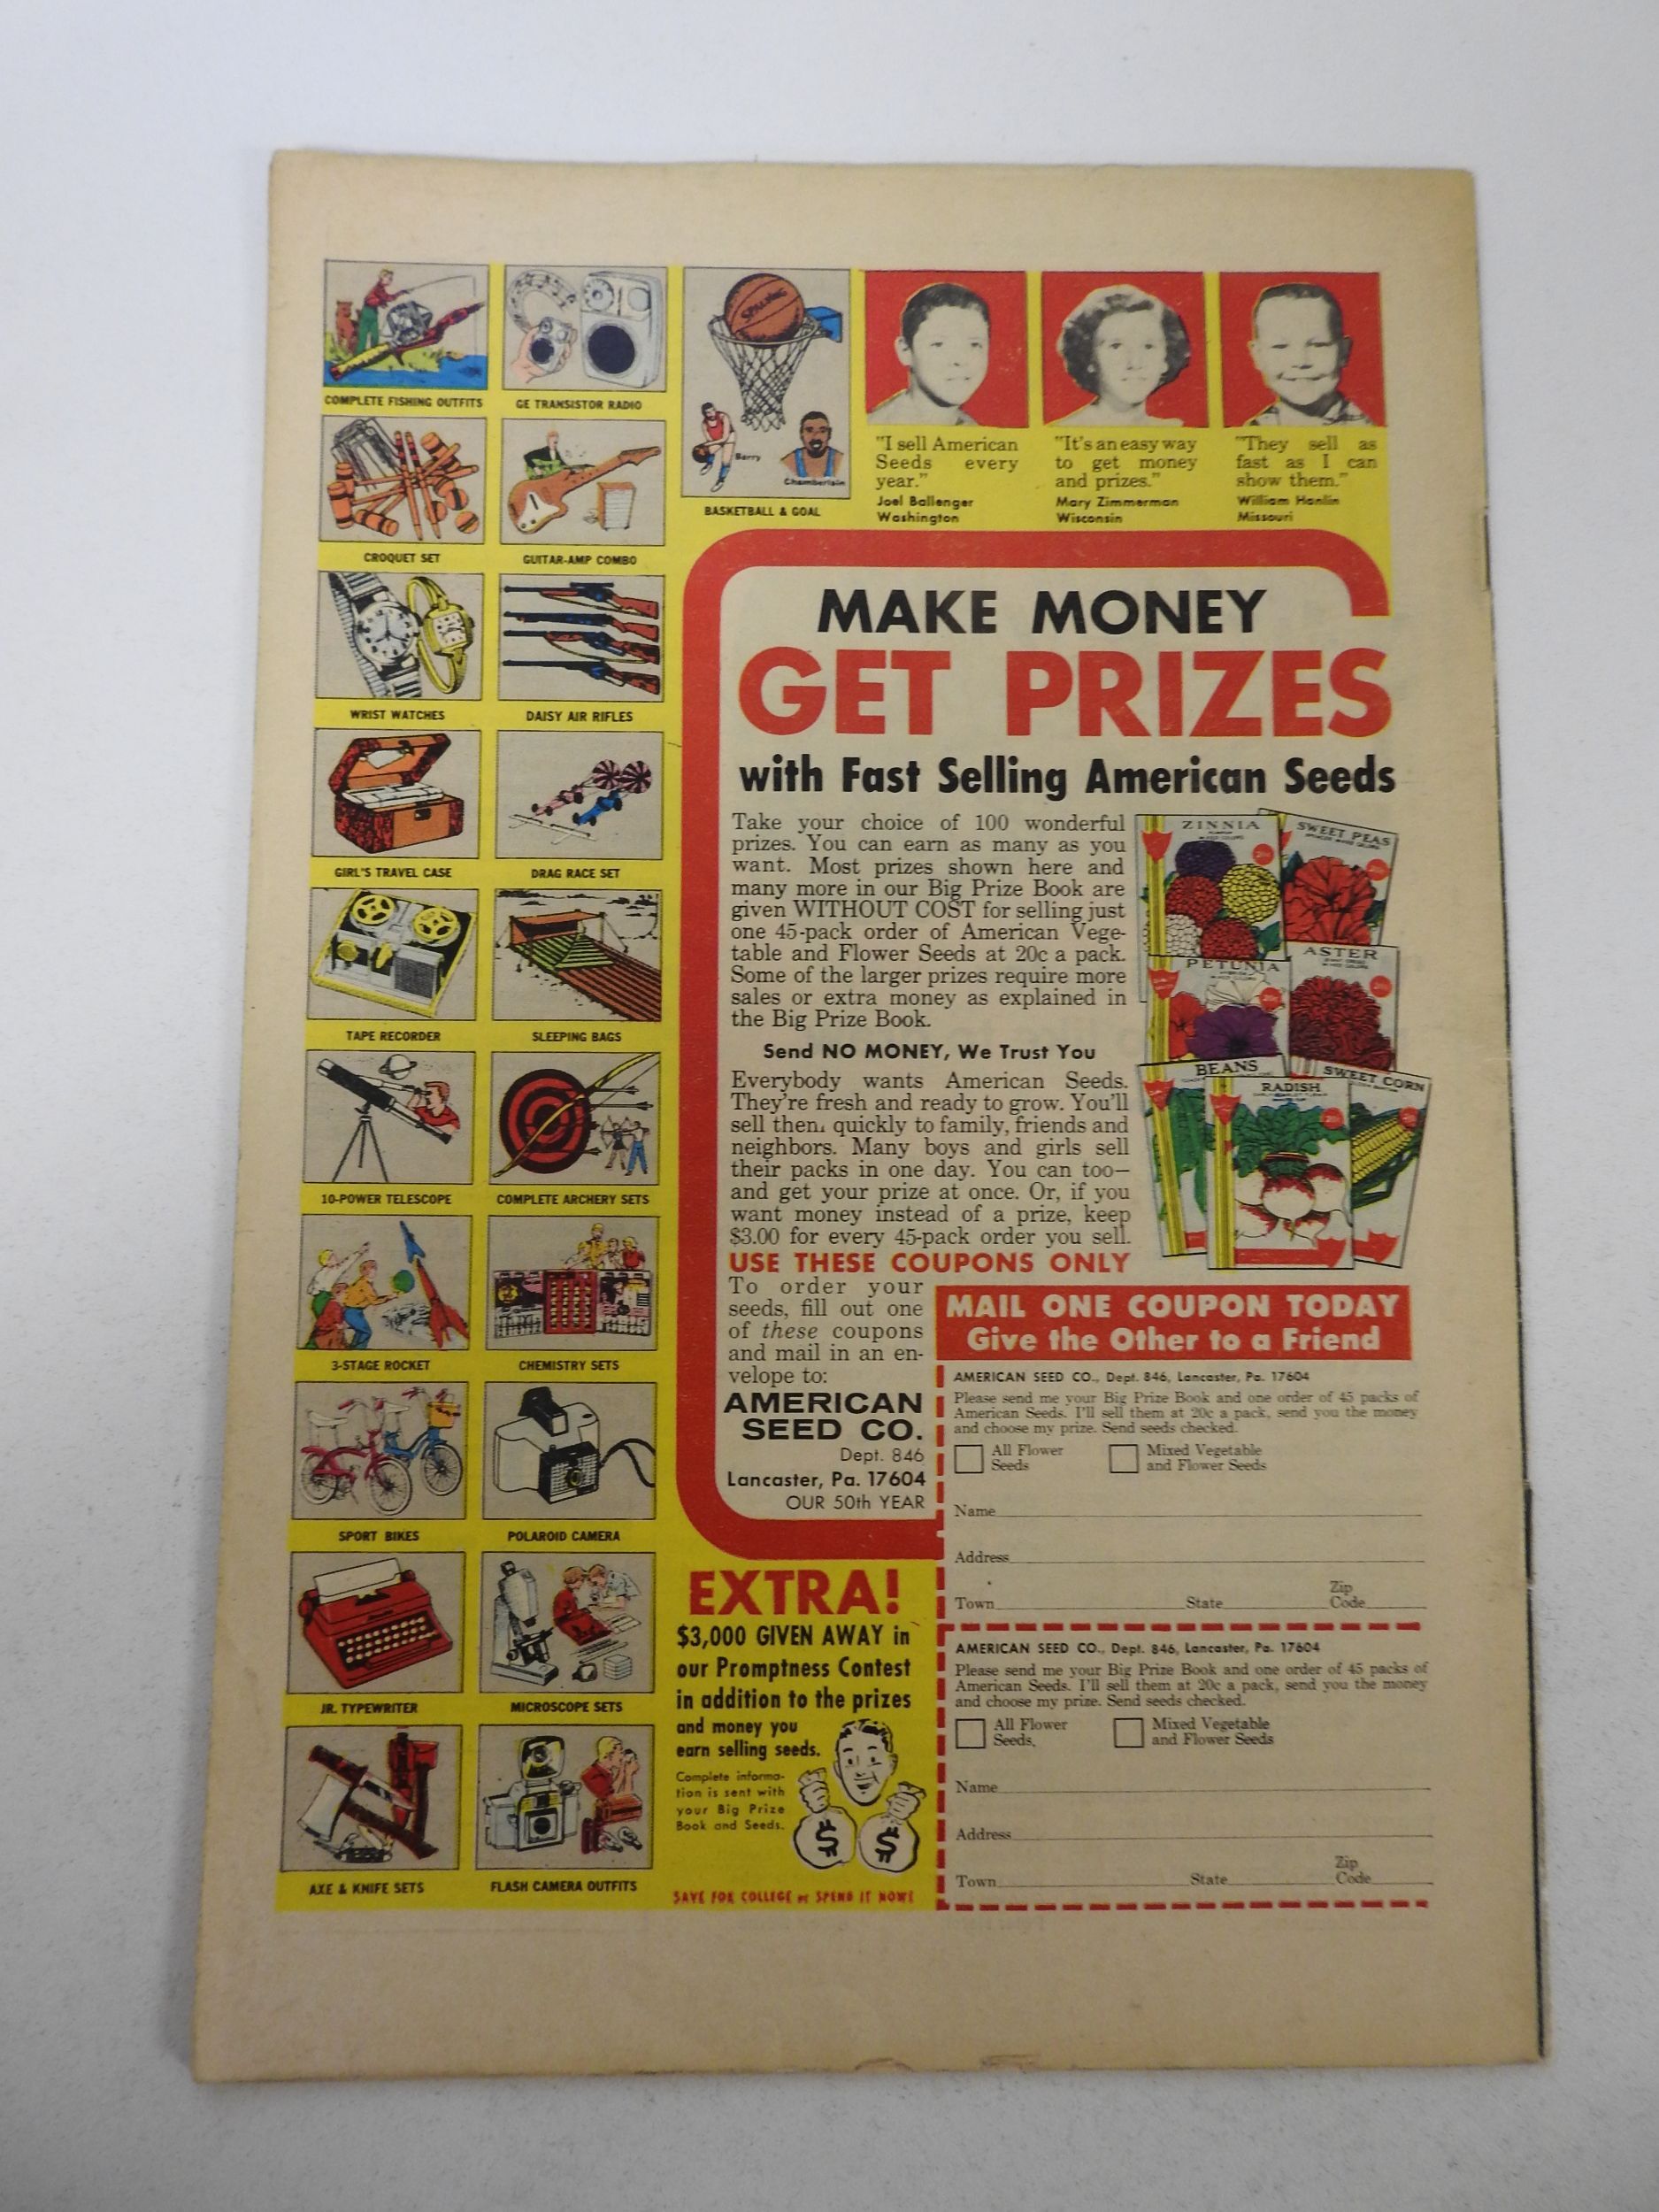 COMPLETE FISHING OUTFITS
GE TRANSISTOR RADIO
CROQUET SET
GUITAR-AMP COMBO
WRIST WATCHES
DAISY AIR RIFLES
GIRL'S TRAVEL CASE
DRAG RACE SET
TAPE RECORDER
SLEEPING BAGS
10-POWER TELESCOPE
COMPLETE ARCHERY SETS
3-STAGE ROCKET
CHEMISTRY SETS
SPORT BIKES
POLAROID CAMERA
JR. TYPEWRITER
MICROSCOPE SETS
AXE & KNIFE SETS
FLASH CAMERA OUTFITS
SPALDING
Barry
Chamberlain
BASKETBALL & GOAL
"I sell American
Seeds every
year."
Joel Ballenger
Washington
"It's an easy way
to get money
and prizes."
Mary Zimmerman
Wisconsin
"They sell as
fast as I can
show them."
William Hanlin
Missouri
MAKE MONEY
GET PRIZES
with Fast Selling American Seeds
Take your choice of 100 wonderful
prizes. You can earn as many as you
want. Most prizes shown here and
many more in our Big Prize Book are
given WITHOUT COST for selling just
one 45-pack order of American Vege-
table and Flower Seeds at 20c a pack.
Some of the larger prizes require more
sales or extra money as explained in
the Big Prize Book.
Send NO MONEY, We Trust You
Everybody wants American Seeds.
They're fresh and ready to grow. You'll
sell them quickly to family, friends and
neighbors. Many boys and girls sell
their packs in one day. You can too—
and get your prize at once. Or, if you
want money instead of a prize, keep
$3.00 for every 45-pack order you sell.
USE THESE COUPONS ONLY
To order your
seeds, fill out one
of these coupons
and mail in an en-
velope to:
AMERICAN
SEED CO.
Dept. 846
Lancaster, Pa. 17604
OUR 50th YEAR
ZINNIA
SWEET PEAS
PETUNIA
ASTER
BEANS
RADISH
SWEET CORN
MAIL ONE COUPON TODAY
Give the Other to a Friend
AMERICAN SEED CO., Dept. 846, Lancaster, Pa. 17604
Please send me your Big Prize Book and one order of 45 packs of
American Seeds. I'll sell them at 20c a pack, send you the money
and choose my prize. Send seeds checked.
All Flower
Seeds
Mixed Vegetable
and Flower Seeds
Name
Address
Town State Zip
Code
AMERICAN SEED CO., Dept. 846, Lancaster, Pa. 17604
Please send me your Big Prize Book and one order of 45 packs of
American Seeds. I'll sell them at 20c a pack, send you the money
and choose my prize. Send seeds checked.
All Flower
Seeds.
Mixed Vegetable
and Flower Seeds
Name
Address
Town State Zip
Code
EXTRA!
$3,000 GIVEN AWAY in
our Promptness Contest
in addition to the prizes
and money you
earn selling seeds.
Complete informa-
tion is sent with
your Big Prize
Book and Seeds.
$ $
SAVE FOR COLLEGE or SPEND IT NOW!